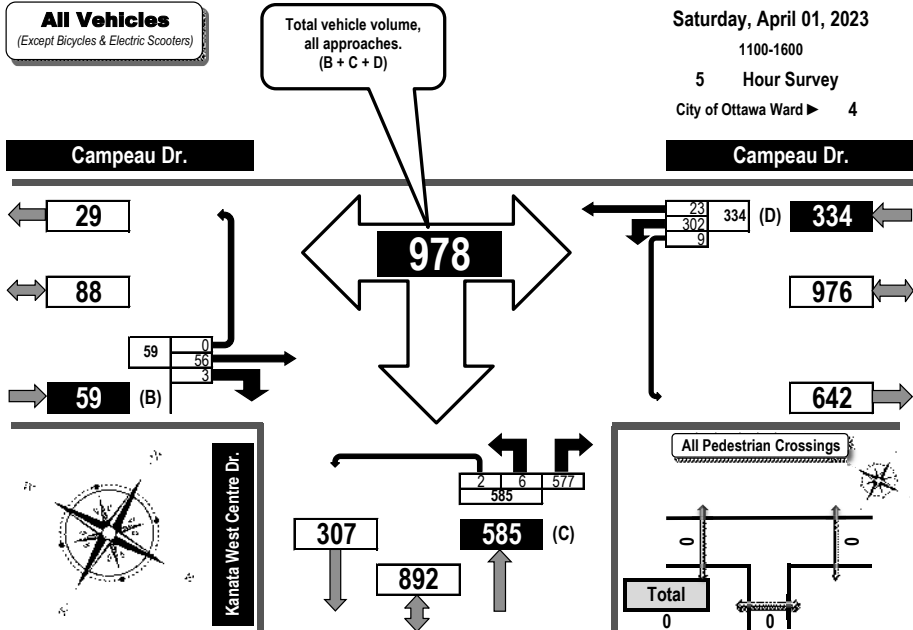 All Vehicles
(Except Bicycles & Electric Scooters)
Total vehicle volume,
all approaches.
(B + C + D)
Saturday, April 01, 2023
1100-1600
5 Hour Survey
City of Ottawa Ward ► 4
Campeau Dr.
Campeau Dr.
29
88
59
0
56
3
59 (B)
978
23
302
9
334
(D)
334
976
642
Kanata West Centre Dr.
2 6 577
585
307
585 (C)
892
All Pedestrian Crossings
0
0
Total
0
0